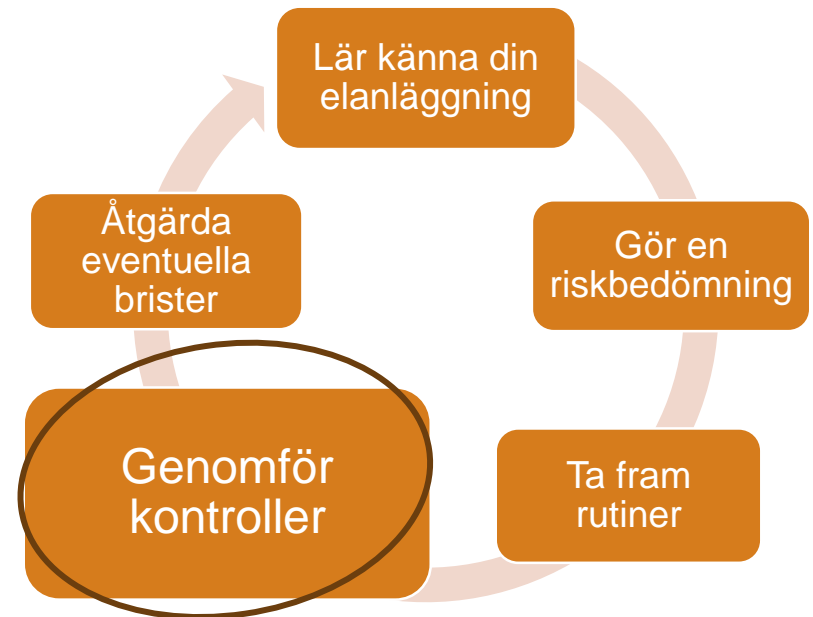 Lär känna din
elanläggning
Gör en
riskbedömning
Ta fram
rutiner
Genomför
kontroller
Åtgärda
eventuella
brister